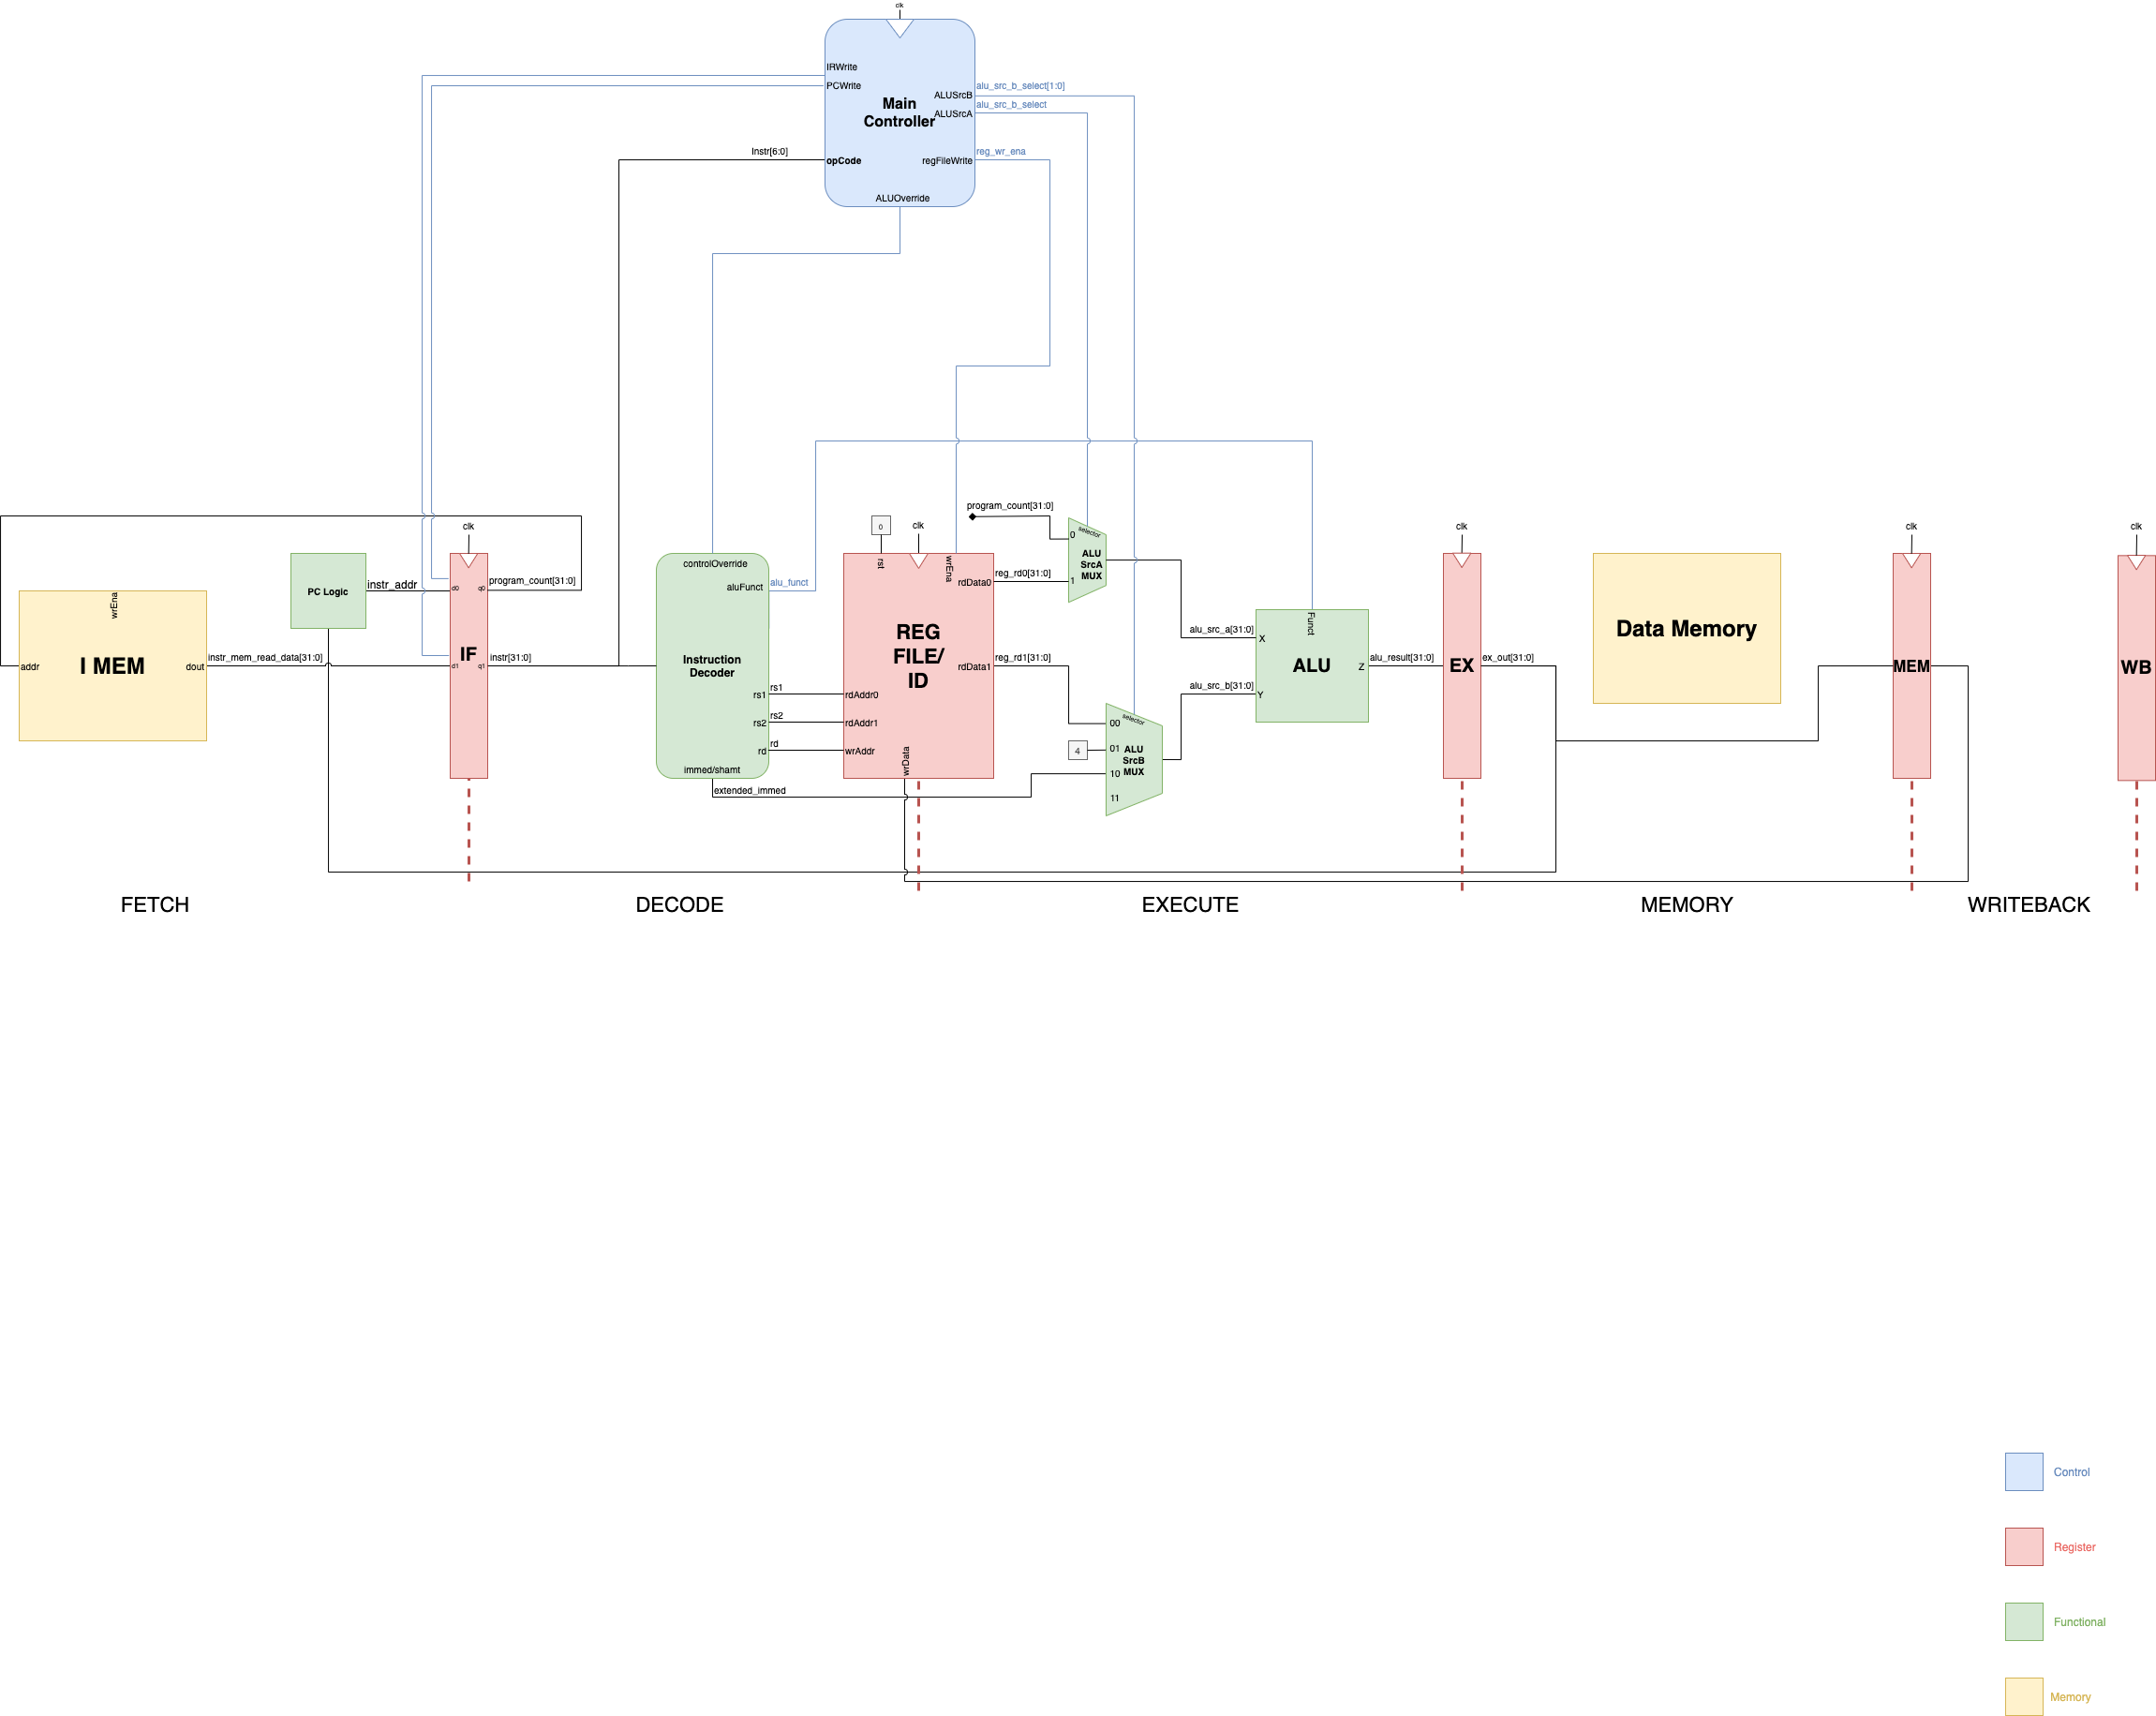 clk
IRWrite
PCWrite
alu_src_b_select[1:0]
ALUSrcB
alu_src_b_select
ALUSrcA
Main
Controller
Instr[6:0]
opCode
regFileWrite
reg_wr_ena
ALUOverride
program_count[31:0]
clk
0
clk
clk
clk
clk
selector
0
ALU
SrcA
MUX
1
PC Logic
instr_addr
d0
q0
program_count[31:0]
controlOverride
aluFunct
alu_funct
rst
wrEna
rdData0
reg_rd0[31:0]
wrEna
I MEM
addr
dout
instr_mem_read_data[31:0]
IF
d1
q1
instr[31:0]
Instruction
Decoder
REG
FILE/
ID
rdData1
reg_rd1[31:0]
alu_src_a[31:0]
X
Funct
ALU
Z
alu_result[31:0]
EX
ex_out[31:0]
Data Memory
MEM
WB
alu_src_b[31:0]
Y
rs1
rs1
rdAddr0
rs2
rs2
rdAddr1
rd
rd
wrAddr
wrData
immed/shamt
extended_immed
selector
00
4
01
ALU
SrcB
MUX
10
11
FETCH
DECODE
EXECUTE
MEMORY
WRITEBACK
Control
Register
Functional
Memory